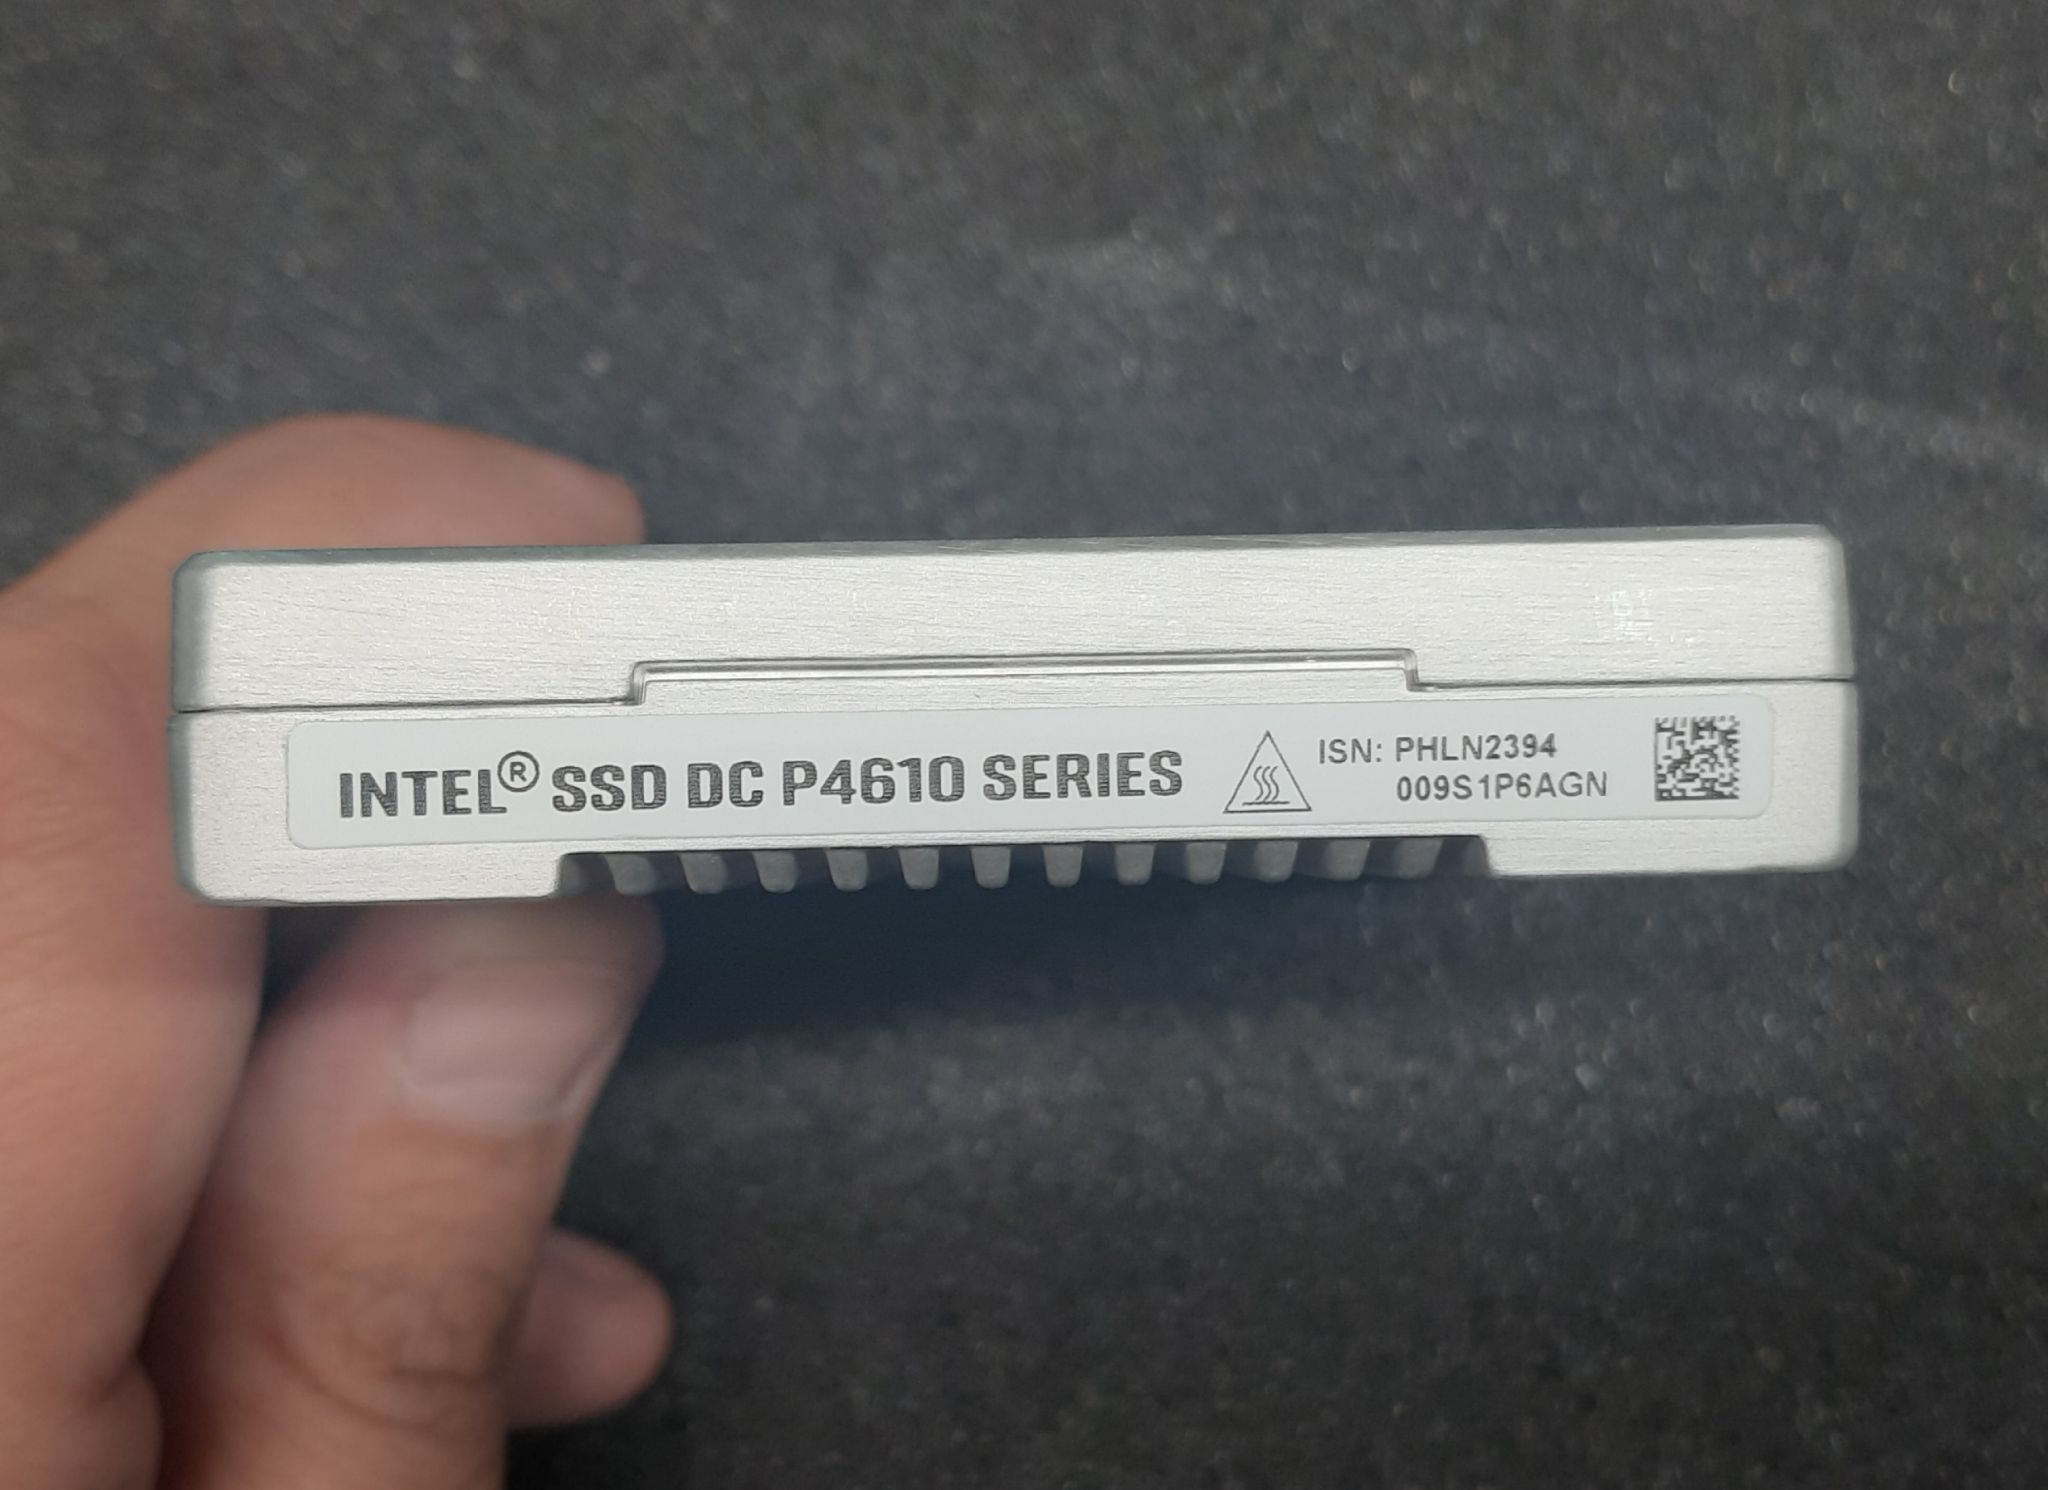 INTEL® SSD DC P4610 SERIES
ISN: PHLN2394
009S1P6AGN